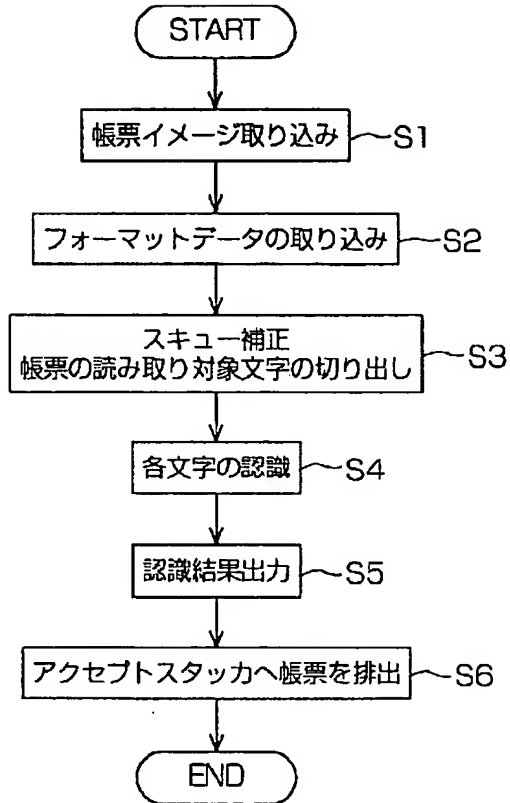 START
帳票イメージ取り込み S1
フォーマットデータの取り込み S2
スキュー補正
帳票の読み取り対象文字の切り出し S3
各文字の認識 S4
認識結果出力 S5
アクセプトスタッカへ帳票を排出 S6
END